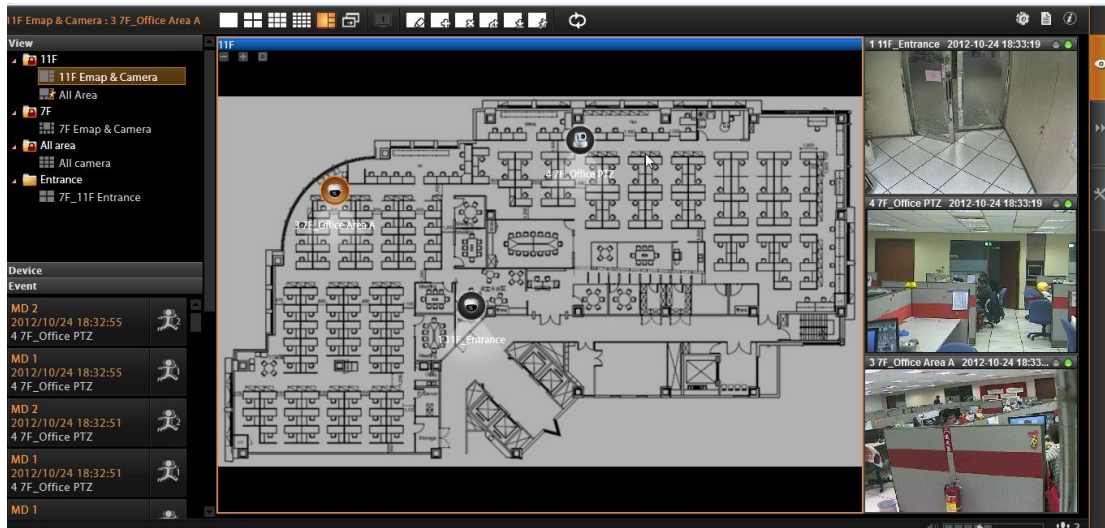 11F Emap & Camera : 3 7F_Office Area A
View
11F
11F Emap & Camera
All Area
7F
7F Emap & Camera
All area
All camera
Entrance
7F_11F Entrance
Device
Event
MD 2
2012/10/24 18:32:55
4 7F_Office PTZ
MD 1
2012/10/24 18:32:55
4 7F_Office PTZ
MD 2
2012/10/24 18:32:51
4 7F_Office PTZ
MD 1
2012/10/24 18:32:51
4 7F_Office PTZ
MD 1
11F
4 7F_Office PTZ
3 7F_Office Area A
1 11F_Entrance
Storage
1 11F_Entrance 2012-10-24 18:33:19
4 7F_Office PTZ 2012-10-24 18:33:19
3 7F_Office Area A 2012-10-24 18:33...
3